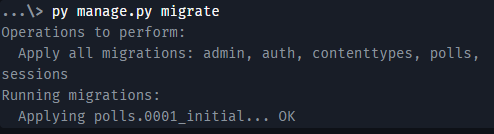 ...\> py manage.py migrate
Operations to perform:
  Apply all migrations: admin, auth, contenttypes, polls,
sessions
Running migrations:
  Applying polls.0001_initial... OK